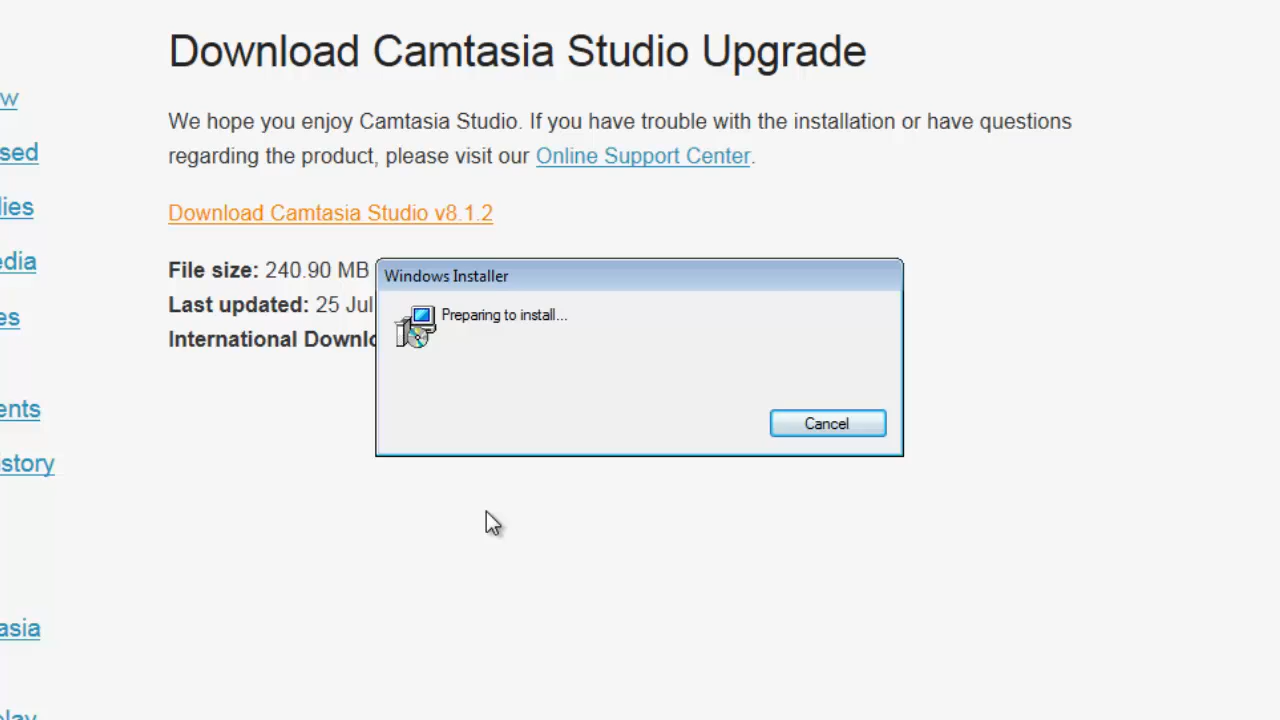 Download Camtasia Studio Upgrade
We hope you enjoy Camtasia Studio. If you have trouble with the installation or have questions
regarding the product, please visit our Online Support Center.
Download Camtasia Studio v8.1.2
File size: 240.90 MB
Last updated: 25 Jul
International Downlo
Windows Installer
Preparing to install...
Cancel
w
sed
lies
edia
es
ents
istory
asia
play